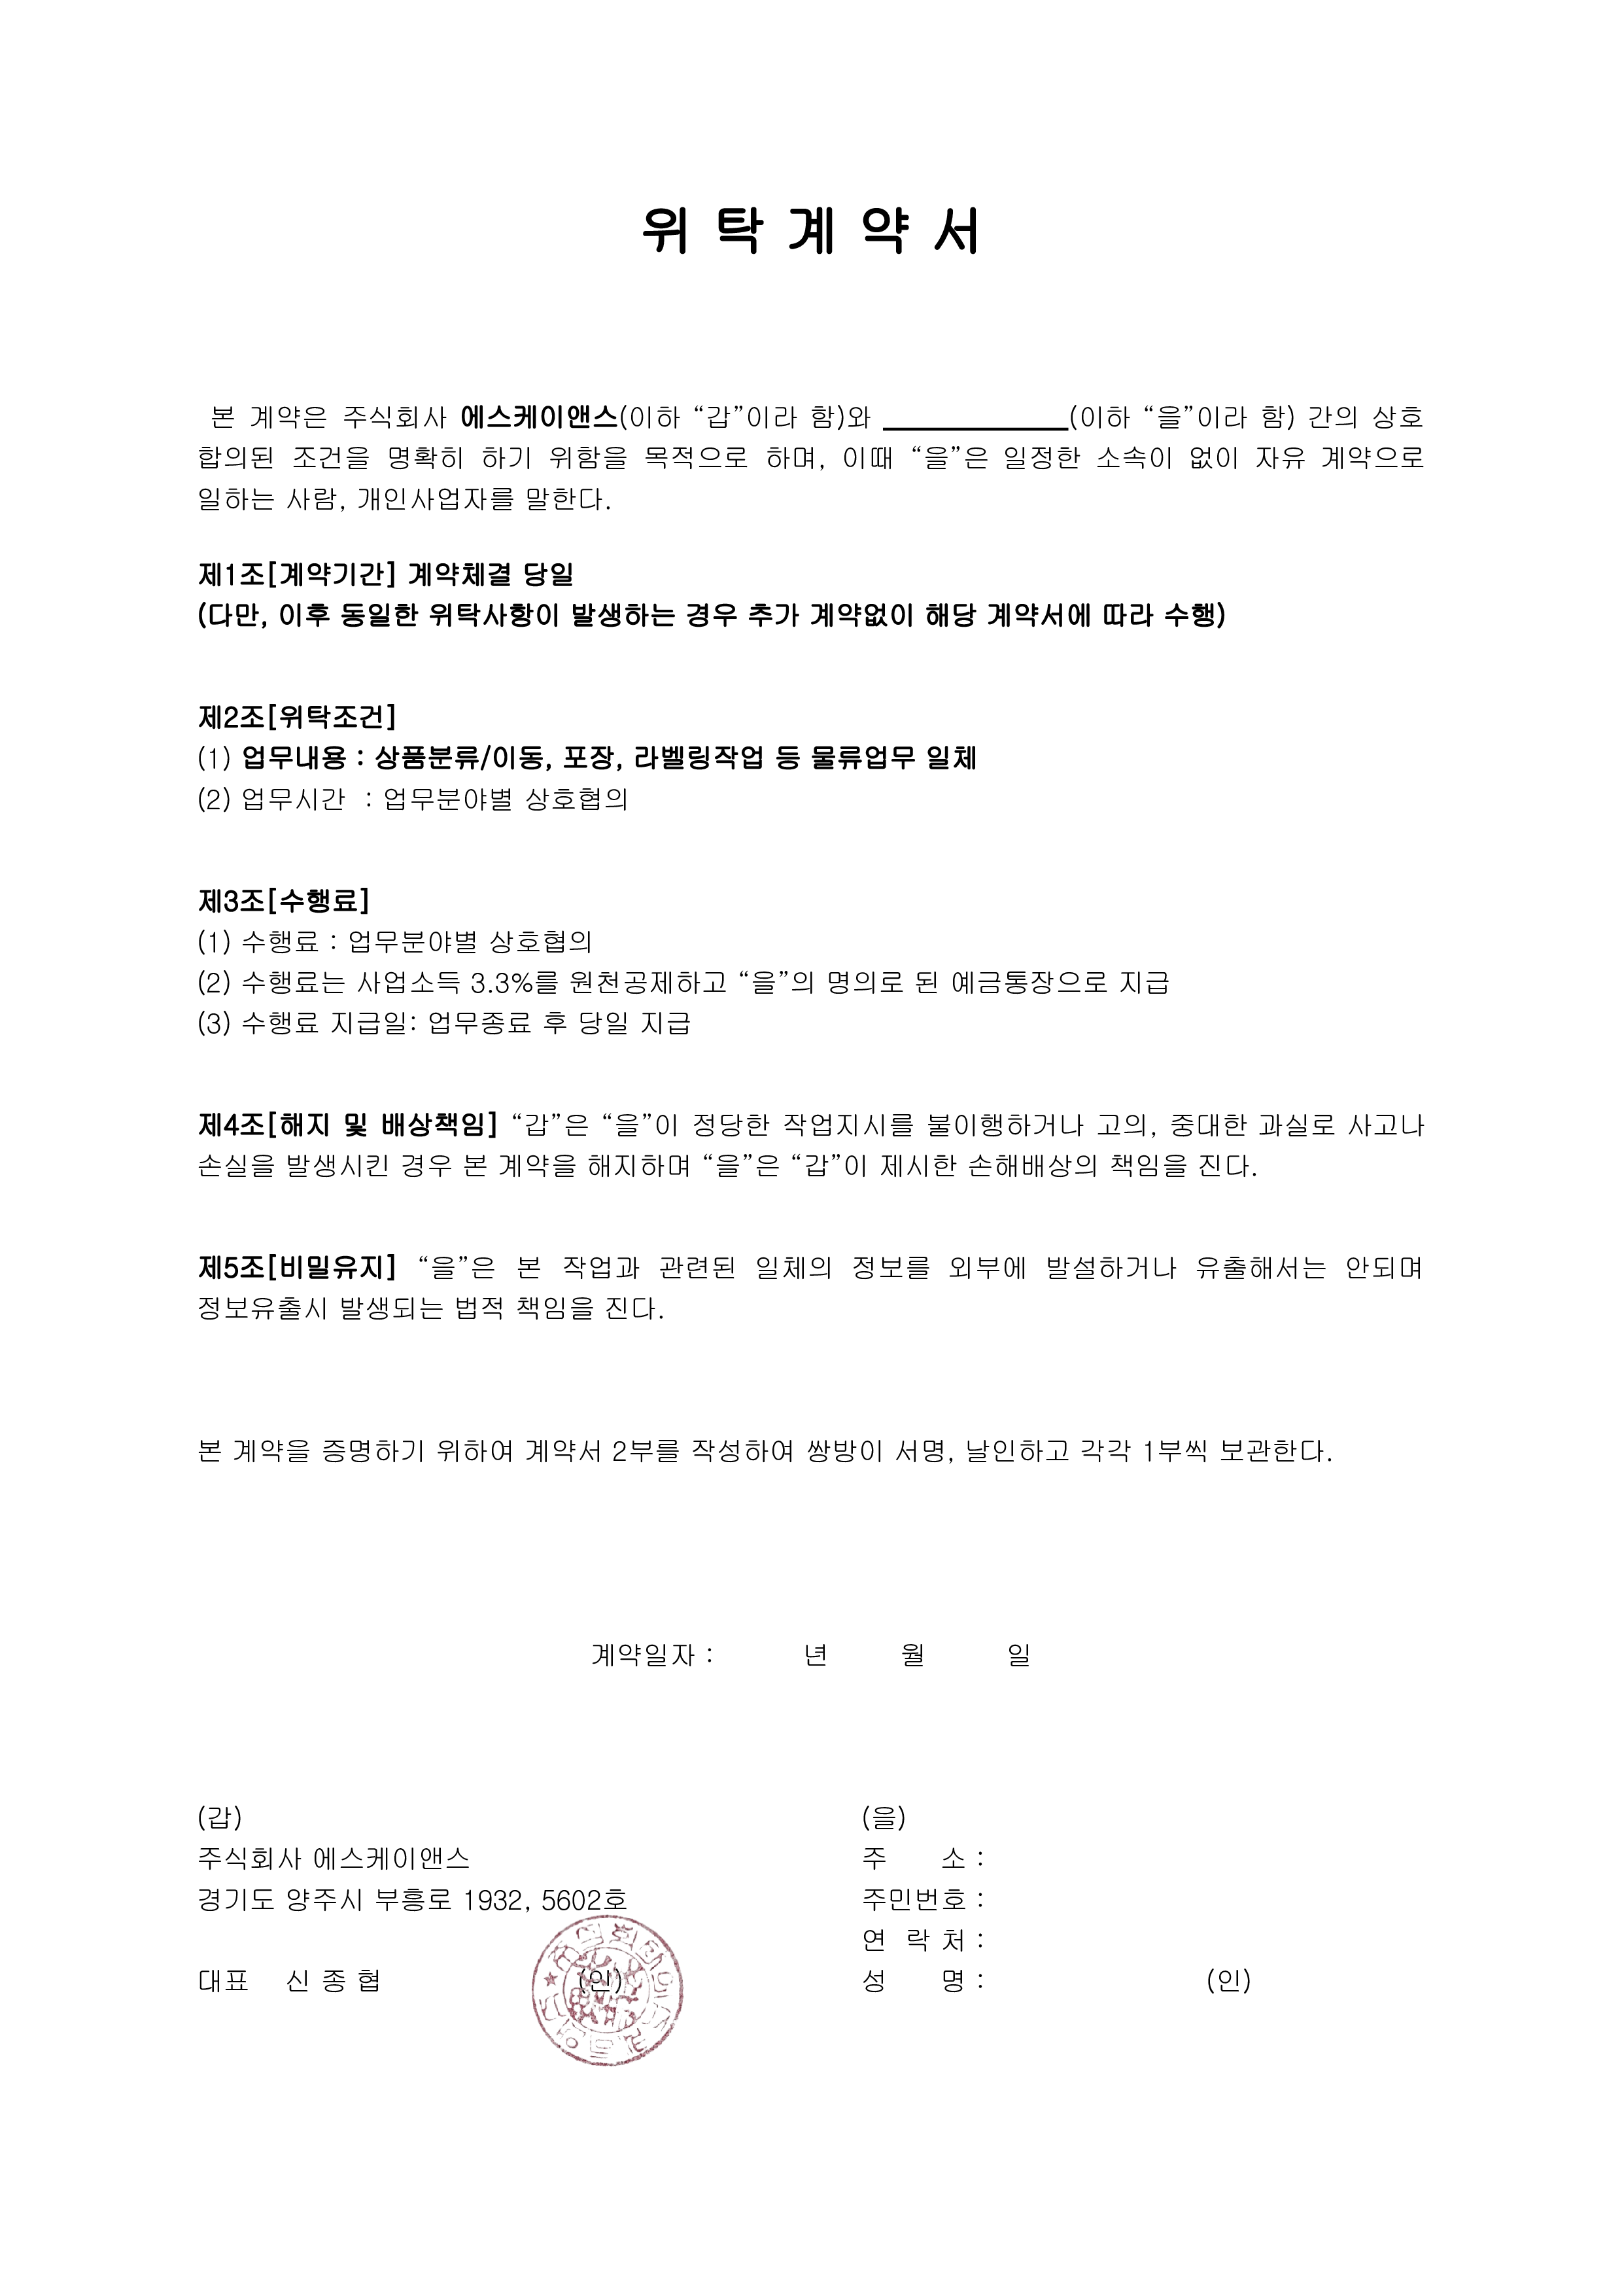 위 탁 계 약 서
본 계약은 주식회사 에스케이앤스(이하 “갑”이라 함)와 ______________(이하 “을”이라 함) 간의 상호
합의된 조건을 명확히 하기 위함을 목적으로 하며, 이때 “을”은 일정한 소속이 없이 자유 계약으로
일하는 사람, 개인사업자를 말한다.
제1조[계약기간] 계약체결 당일
(다만, 이후 동일한 위탁사항이 발생하는 경우 추가 계약없이 해당 계약서에 따라 수행)
제2조[위탁조건]
(1) 업무내용 : 상품분류/이동, 포장, 라벨링작업 등 물류업무 일체
(2) 업무시간 : 업무분야별 상호협의
제3조[수행료]
(1) 수행료 : 업무분야별 상호협의
(2) 수행료는 사업소득 3.3%를 원천공제하고 “을”의 명의로 된 예금통장으로 지급
(3) 수행료 지급일: 업무종료 후 당일 지급
제4조[해지 및 배상책임] “갑”은 “을”이 정당한 작업지시를 불이행하거나 고의, 중대한 과실로 사고나
손실을 발생시킨 경우 본 계약을 해지하며 “을”은 “갑”이 제시한 손해배상의 책임을 진다.
제5조[비밀유지] “을”은 본 작업과 관련된 일체의 정보를 외부에 발설하거나 유출해서는 안되며
정보유출시 발생되는 법적 책임을 진다.
본 계약을 증명하기 위하여 계약서 2부를 작성하여 쌍방이 서명, 날인하고 각각 1부씩 보관한다.
계약일자 : 년 월 일
(갑)
주식회사 에스케이앤스
경기도 양주시 부흥로 1932, 5602호
대표 신 종 협 (인)
(을)
주 소 :
주민번호 :
연 락 처 :
성 명 : (인)